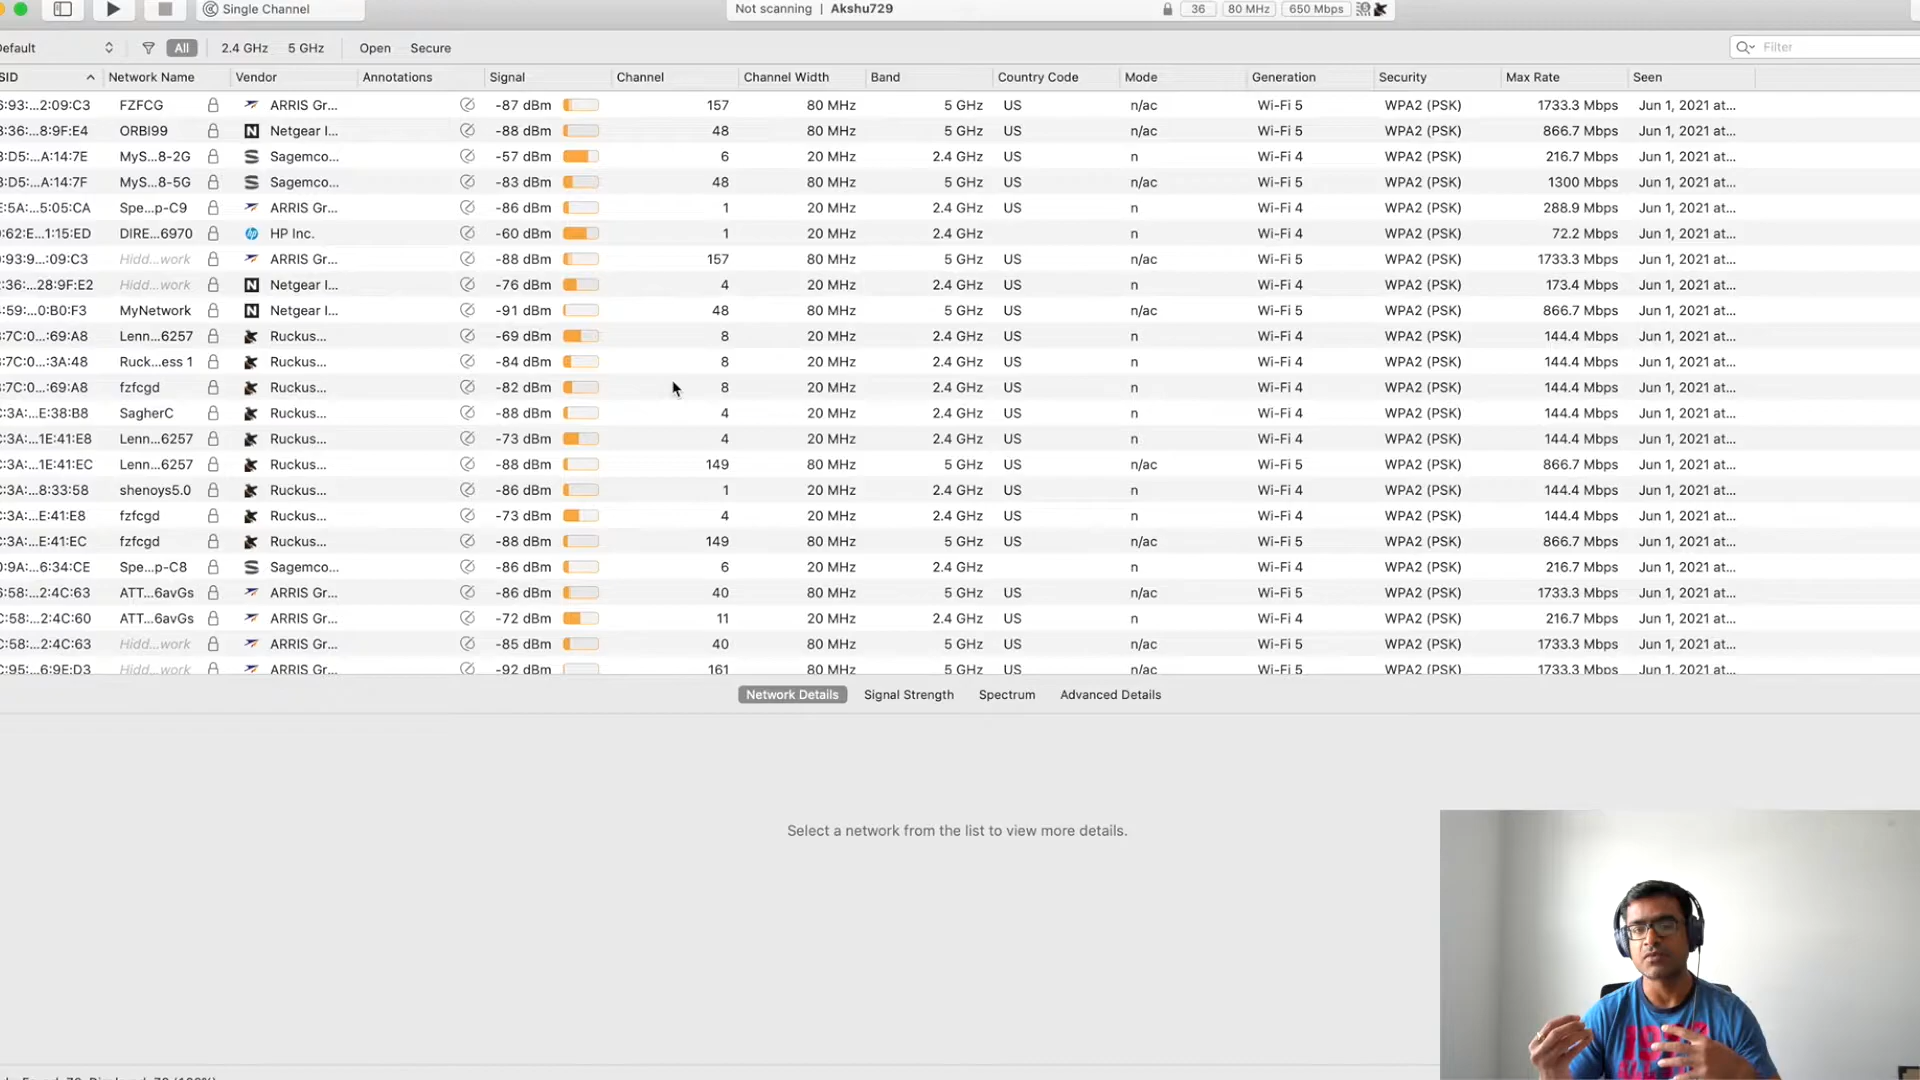 Single Channel
Not scanning | Akshu729
36 80 MHz 650 Mbps
efault All 2.4 GHz 5 GHz Open Secure Filter
SID Network Name Vendor Annotations Signal Channel Channel Width Band Country Code Mode Generation Security Max Rate Seen
6:93:...2:09:C3 FZFCG ARRIS Gr... -87 dBm 157 80 MHz 5 GHz US n/ac Wi-Fi 5 WPA2 (PSK) 1733.3 Mbps Jun 1, 2021 at...
:36:...8:9F:E4 ORBI99 Netgear I... -88 dBm 48 80 MHz 5 GHz US n/ac Wi-Fi 5 WPA2 (PSK) 866.7 Mbps Jun 1, 2021 at...
:D5:...A:14:7E MyS...8-2G Sagemco... -57 dBm 6 20 MHz 2.4 GHz US n Wi-Fi 4 WPA2 (PSK) 216.7 Mbps Jun 1, 2021 at...
:D5:...A:14:7F MyS...8-5G Sagemco... -83 dBm 48 80 MHz 5 GHz US n/ac Wi-Fi 5 WPA2 (PSK) 1300 Mbps Jun 1, 2021 at...
:5A:...5:05:CA Spe...p-C9 ARRIS Gr... -86 dBm 1 20 MHz 2.4 GHz US n Wi-Fi 4 WPA2 (PSK) 288.9 Mbps Jun 1, 2021 at...
:62:E...1:15:ED DIRE...6970 HP Inc. -60 dBm 1 20 MHz 2.4 GHz n Wi-Fi 4 WPA2 (PSK) 72.2 Mbps Jun 1, 2021 at...
:93:9...:09:C3 Hidd...work ARRIS Gr... -88 dBm 157 80 MHz 5 GHz US n/ac Wi-Fi 5 WPA2 (PSK) 1733.3 Mbps Jun 1, 2021 at...
:36:...28:9F:E2 Hidd...work Netgear I... -76 dBm 4 20 MHz 2.4 GHz US n Wi-Fi 4 WPA2 (PSK) 173.4 Mbps Jun 1, 2021 at...
:59:...0:B0:F3 MyNetwork Netgear I... -91 dBm 48 80 MHz 5 GHz US n/ac Wi-Fi 5 WPA2 (PSK) 866.7 Mbps Jun 1, 2021 at...
:7C:0...:69:A8 Lenn...6257 Ruckus... -69 dBm 8 20 MHz 2.4 GHz US n Wi-Fi 4 WPA2 (PSK) 144.4 Mbps Jun 1, 2021 at...
:7C:0...:3A:48 Ruck...ess 1 Ruckus... -84 dBm 8 20 MHz 2.4 GHz US n Wi-Fi 4 WPA2 (PSK) 144.4 Mbps Jun 1, 2021 at...
:7C:0...:69:A8 fzfcgd Ruckus... -82 dBm 8 20 MHz 2.4 GHz US n Wi-Fi 4 WPA2 (PSK) 144.4 Mbps Jun 1, 2021 at...
:3A:...E:38:B8 SagherC Ruckus... -88 dBm 4 20 MHz 2.4 GHz US n Wi-Fi 4 WPA2 (PSK) 144.4 Mbps Jun 1, 2021 at...
:3A:...1E:41:E8 Lenn...6257 Ruckus... -73 dBm 4 20 MHz 2.4 GHz US n Wi-Fi 4 WPA2 (PSK) 144.4 Mbps Jun 1, 2021 at...
:3A:...1E:41:EC Lenn...6257 Ruckus... -88 dBm 149 80 MHz 5 GHz US n/ac Wi-Fi 5 WPA2 (PSK) 866.7 Mbps Jun 1, 2021 at...
:3A:...8:33:58 shenoys5.0 Ruckus... -86 dBm 1 20 MHz 2.4 GHz US n Wi-Fi 4 WPA2 (PSK) 144.4 Mbps Jun 1, 2021 at...
:3A:...E:41:E8 fzfcgd Ruckus... -73 dBm 4 20 MHz 2.4 GHz US n Wi-Fi 4 WPA2 (PSK) 144.4 Mbps Jun 1, 2021 at...
:3A:...E:41:EC fzfcgd Ruckus... -88 dBm 149 80 MHz 5 GHz US n/ac Wi-Fi 5 WPA2 (PSK) 866.7 Mbps Jun 1, 2021 at...
:9A:...6:34:CE Spe...p-C8 Sagemco... -86 dBm 6 20 MHz 2.4 GHz n Wi-Fi 4 WPA2 (PSK) 216.7 Mbps Jun 1, 2021 at...
:58:...2:4C:63 ATT...6avGs ARRIS Gr... -86 dBm 40 80 MHz 5 GHz US n/ac Wi-Fi 5 WPA2 (PSK) 1733.3 Mbps Jun 1, 2021 at...
:58:...2:4C:60 ATT...6avGs ARRIS Gr... -72 dBm 11 20 MHz 2.4 GHz US n Wi-Fi 4 WPA2 (PSK) 216.7 Mbps Jun 1, 2021 at...
:58:...2:4C:63 Hidd...work ARRIS Gr... -85 dBm 40 80 MHz 5 GHz US n/ac Wi-Fi 5 WPA2 (PSK) 1733.3 Mbps Jun 1, 2021 at...
:95:...6:9E:D3 Hidd...work ARRIS Gr... -92 dBm 161 80 MHz 5 GHz US n/ac Wi-Fi 5 WPA2 (PSK) 1733.3 Mbps Jun 1, 2021 at...
Network Details Signal Strength Spectrum Advanced Details
Select a network from the list to view more details.